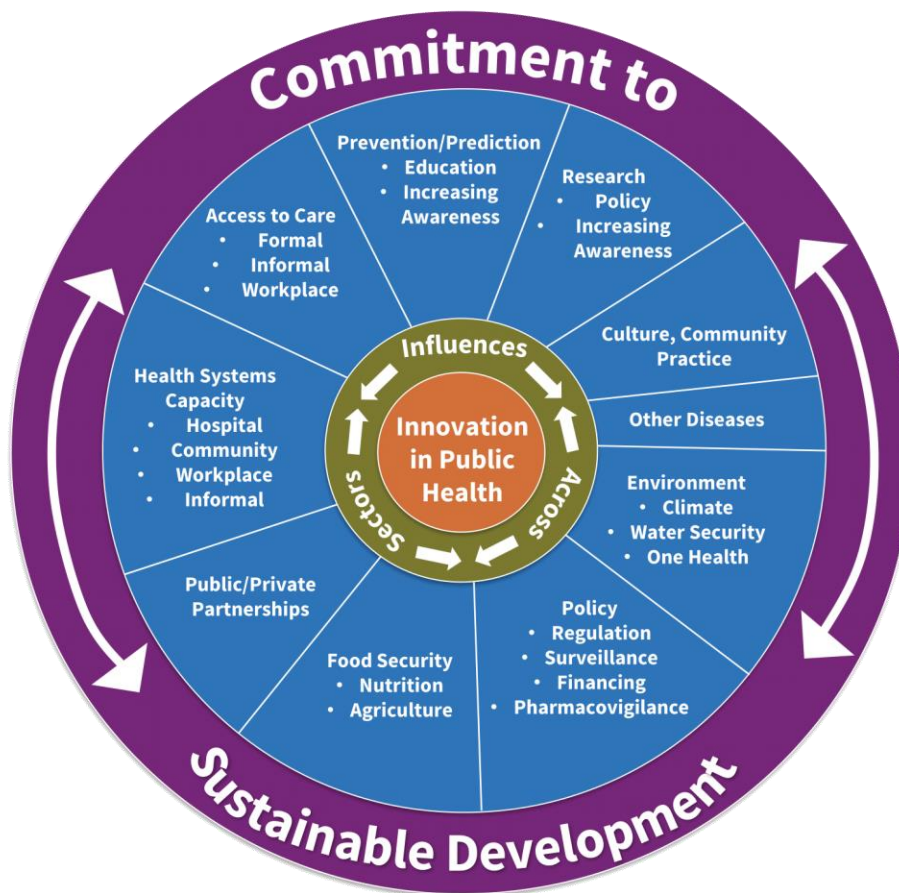 Commitment to
Prevention/Prediction
• Education
• Increasing
Awareness
Research
• Policy
• Increasing
Awareness
Culture, Community
Practice
Other Diseases
Environment
• Climate
• Water Security
• One Health
Policy
• Regulation
• Surveillance
• Financing
• Pharmacovigilance
Food Security
• Nutrition
• Agriculture
Public/Private
Partnerships
Health Systems
Capacity
• Hospital
• Community
• Workplace
• Informal
Access to Care
• Formal
• Informal
• Workplace
Influences
Across
Sectors
Innovation
in Public
Health
Sustainable Development